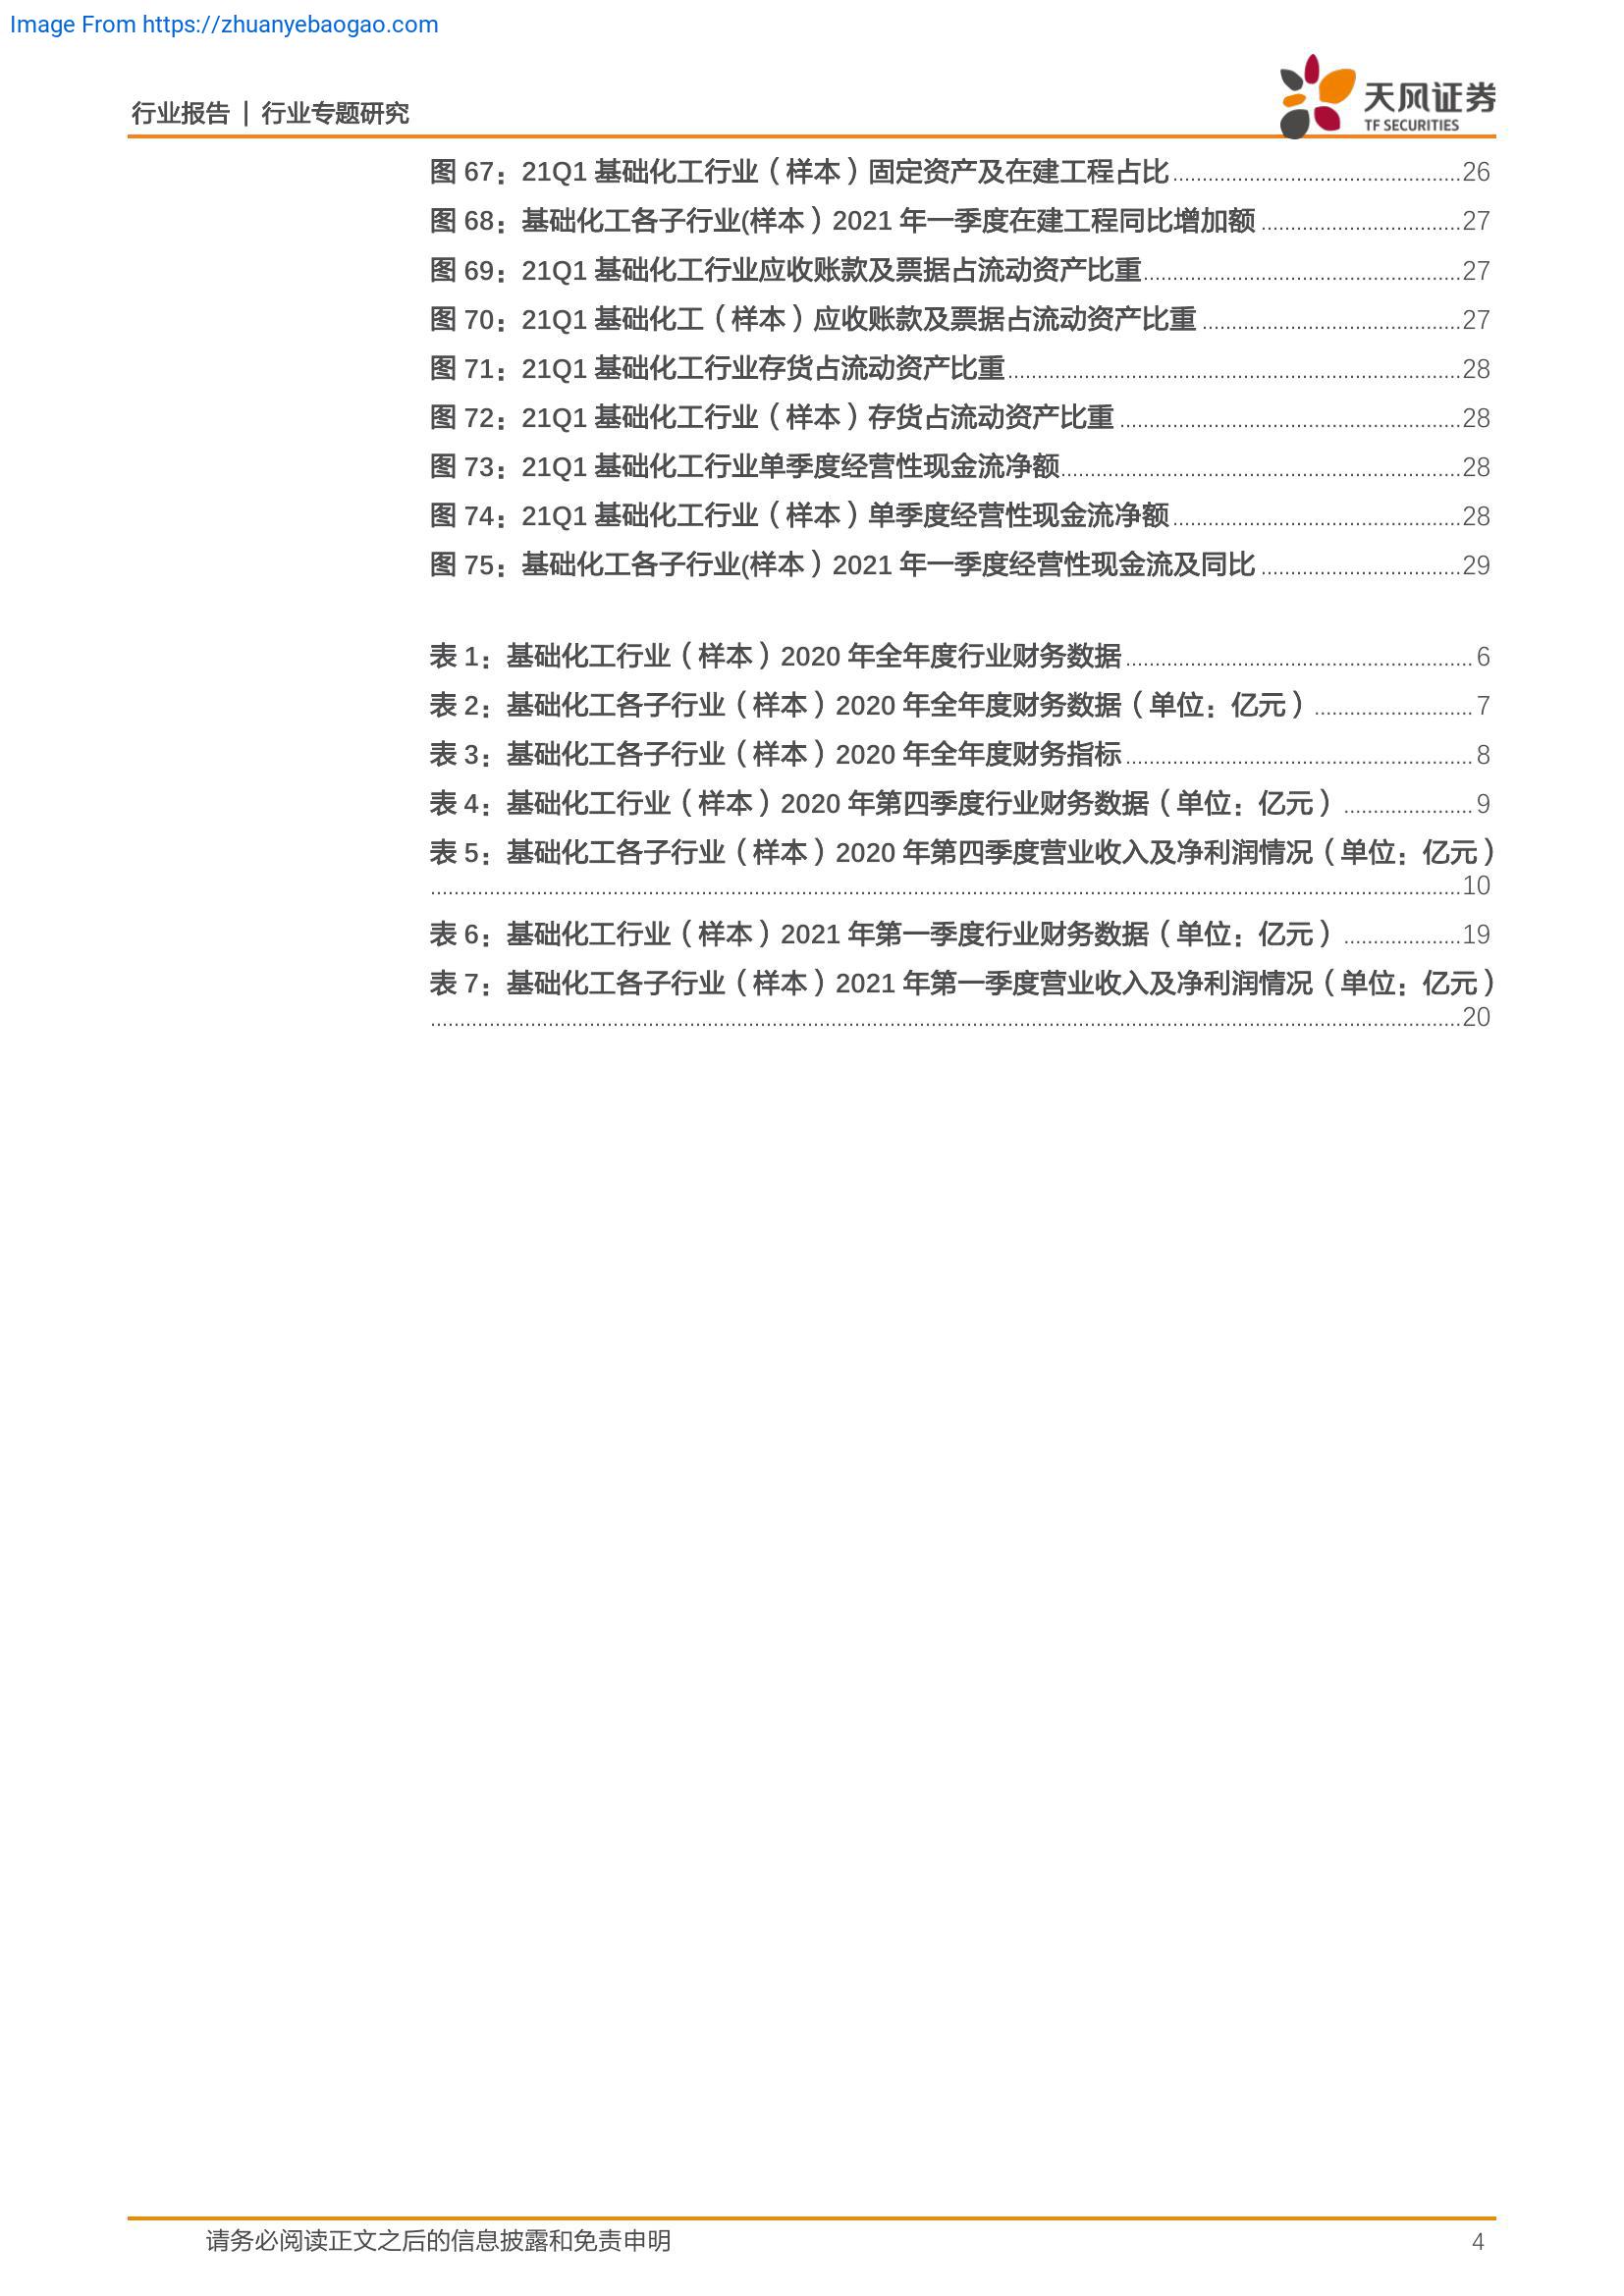 Image From https://zhuanyebaogao.com
行业报告 | 行业专题研究
天风证券
TF SECURITIES
图 67：21Q1 基础化工行业（样本）固定资产及在建工程占比 ................................................26
图 68：基础化工各子行业(样本）2021 年一季度在建工程同比增加额 .................................27
图 69：21Q1 基础化工行业应收账款及票据占流动资产比重.....................................................27
图 70：21Q1 基础化工（样本）应收账款及票据占流动资产比重 ...........................................27
图 71：21Q1 基础化工行业存货占流动资产比重............................................................................28
图 72：21Q1 基础化工行业（样本）存货占流动资产比重 .........................................................28
图 73：21Q1 基础化工行业单季度经营性现金流净额...................................................................28
图 74：21Q1 基础化工行业（样本）单季度经营性现金流净额 ................................................28
图 75：基础化工各子行业(样本）2021 年一季度经营性现金流及同比 .................................29
表 1：基础化工行业（样本）2020 年全年度行业财务数据 .......................................................... 6
表 2：基础化工各子行业（样本）2020 年全年度财务数据（单位：亿元） .......................... 7
表 3：基础化工各子行业（样本）2020 年全年度财务指标 .......................................................... 8
表 4：基础化工行业（样本）2020 年第四季度行业财务数据（单位：亿元） ..................... 9
表 5：基础化工各子行业（样本）2020 年第四季度营业收入及净利润情况（单位：亿元）
................................................................................................................................................................10
表 6：基础化工行业（样本）2021 年第一季度行业财务数据（单位：亿元） ...................19
表 7：基础化工各子行业（样本）2021 年第一季度营业收入及净利润情况（单位：亿元）
................................................................................................................................................................20
请务必阅读正文之后的信息披露和免责申明 4